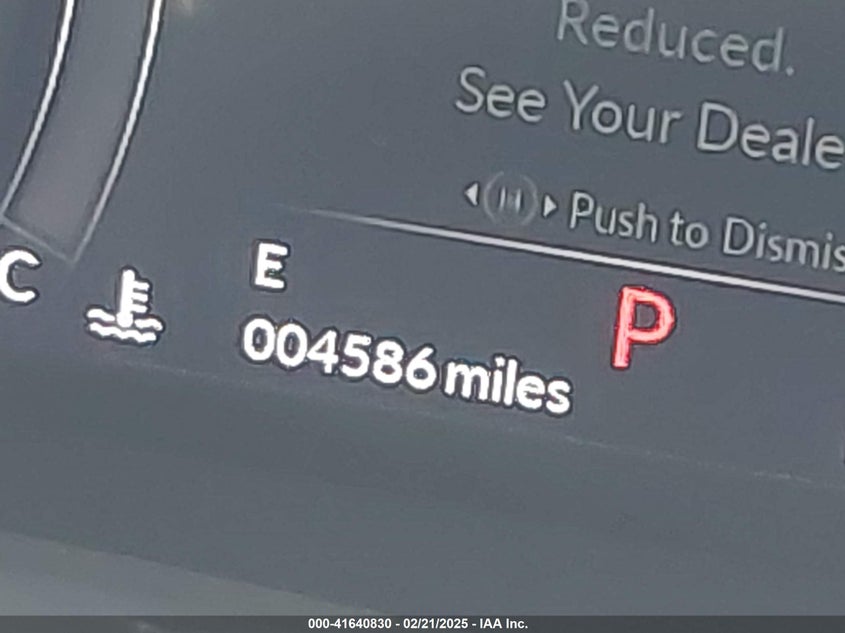 Reduced.
See Your Deale
Push to Dismis
C
E
P
004586 miles
000-41640830 - 02/21/2025 - IAA Inc.